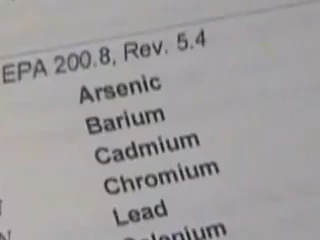 EPA 200.8, Rev. 5.4
Arsenic
Barium
Cadmium
Chromium
Lead